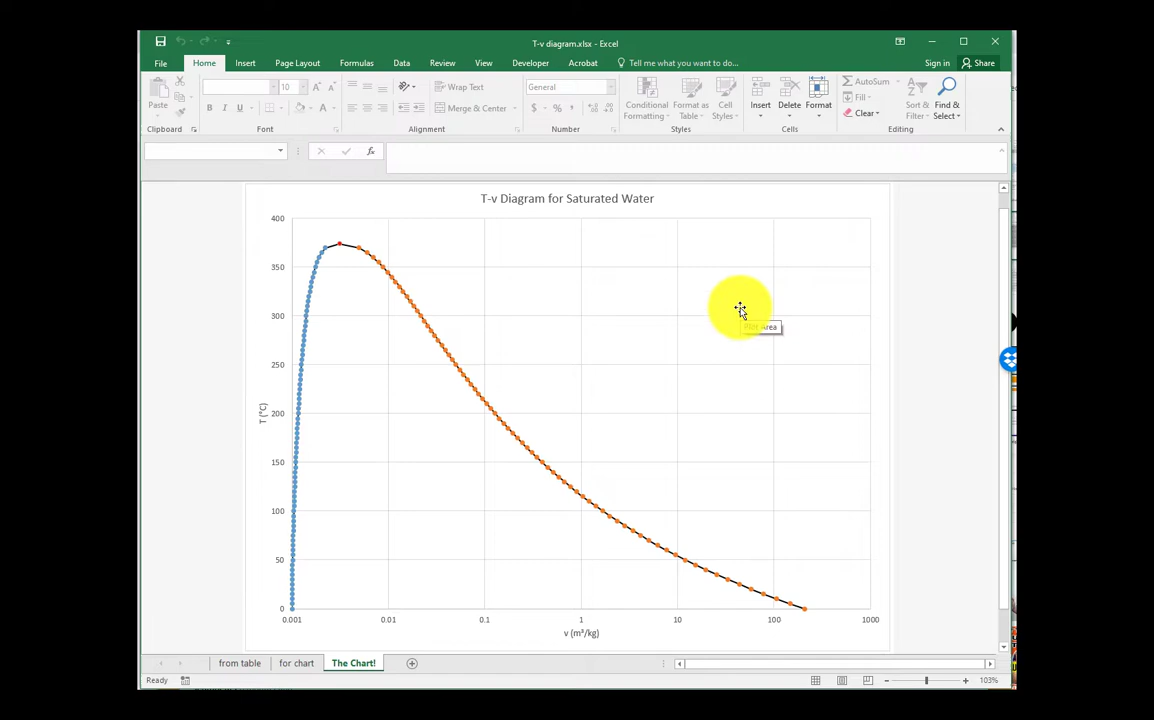 T-v diagram.xlsx - Excel
File Home Insert Page Layout Formulas Data Review View Developer Acrobat Tell me what you want to do... Sign in Share
Paste
10
B I U
A
Wrap Text
Merge & Center
General
$ % ,
Conditional Formatting
Format as Table
Cell Styles
Insert
Delete
Format
AutoSum
Fill
Clear
Sort & Filter
Find & Select
Clipboard Font Alignment Number Styles Cells Editing
fx
T-v Diagram for Saturated Water
400
350
300
250
200
150
100
50
0
T (°C)
Area
0.001 0.01 0.1 1 10 100 1000
v (m³/kg)
from table for chart The Chart!
Ready
103%